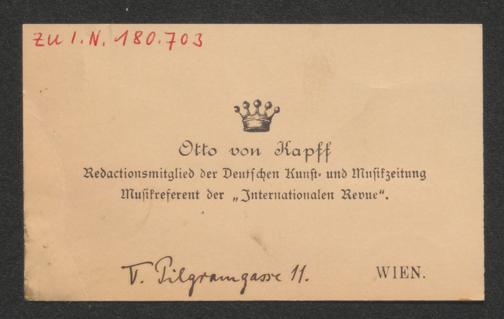 zu I.N. 180.703
Otto von Kapff
Redactionsmitglied der Deutschen Kunst- und Musikzeitung
Musikreferent der „Internationalen Revue“.
V. Pilgramgasse 11. WIEN.